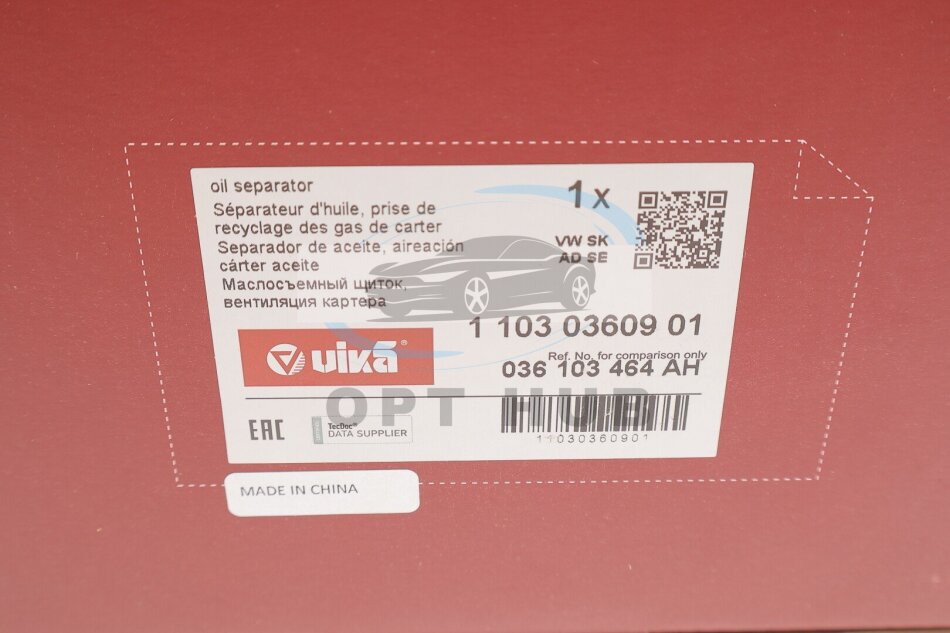 oil separator
Séparateur d'huile, prise de
recyclage des gas de carter
Separador de aceite, aireación
cárter aceite
Маслосъемный щиток,
вентиляция картера
1 x
VW SK
AD SE
1 103 03609 01
Ref. No. for comparison only
036 103 464 AH
vika®
OPT HUB
EAC
TecDoc®
DATA SUPPLIER
11030360901
MADE IN CHINA